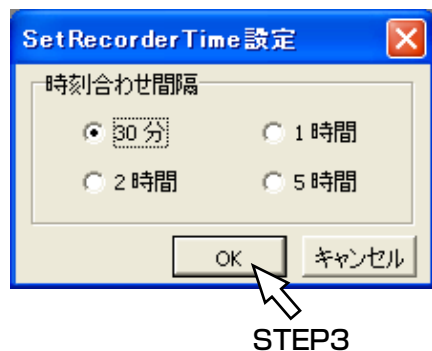 SetRecorderTime設定
時刻合わせ間隔
30 分 1 時間
2 時間 5 時間
OK キャンセル
STEP3